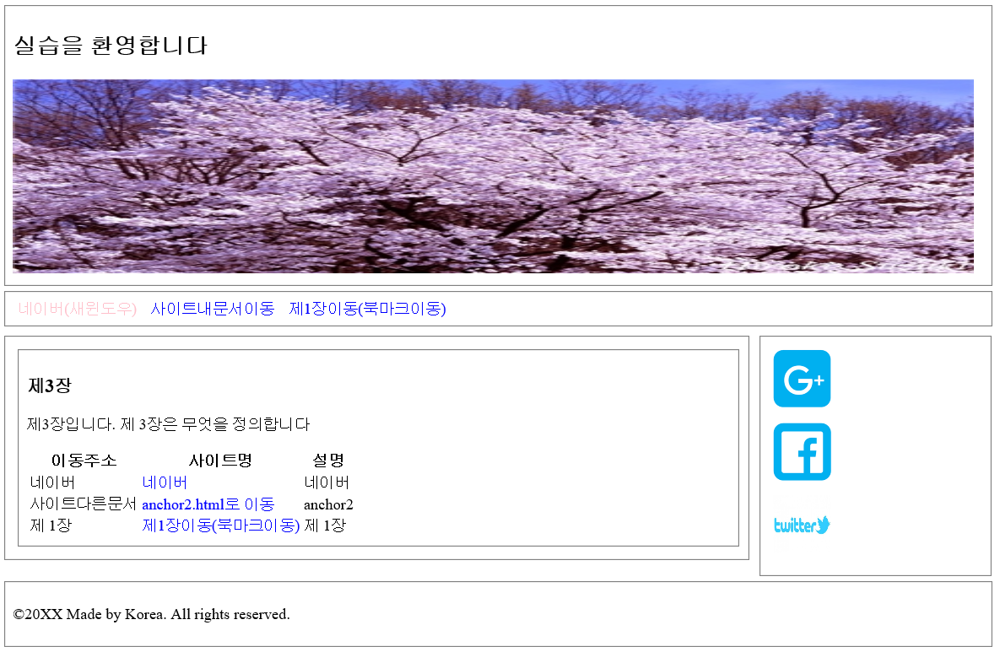 실습을 환영합니다
네이버(새윈도우) 사이트내문서이동 제1장이동(북마크이동)
제3장
제3장입니다. 제 3장은 무엇을 정의합니다
이동주소 사이트명 설명
네이버 네이버 네이버
사이트다른문서 anchor2.html로 이동 anchor2
제 1장 제1장이동(북마크이동) 제 1장
G+
f
twitter
©20XX Made by Korea. All rights reserved.